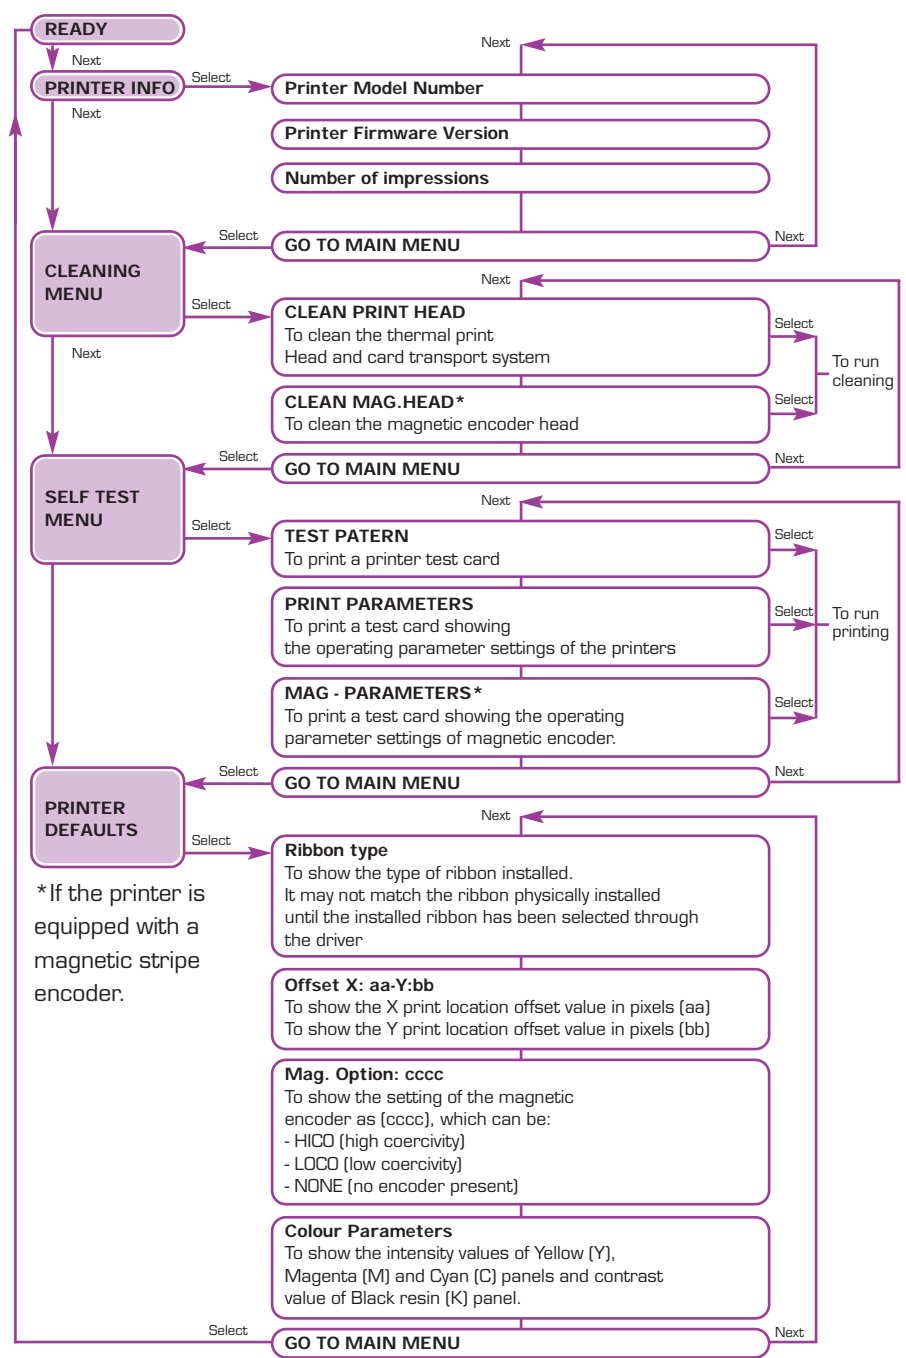 READY
Next
PRINTER INFO
Select
Next
Next
Printer Model Number
Printer Firmware Version
Number of impressions
Select
GO TO MAIN MENU
Next
CLEANING
MENU
Select
Next
Next
CLEAN PRINT HEAD
To clean the thermal print
Head and card transport system
Select
To run
cleaning
CLEAN MAG.HEAD*
To clean the magnetic encoder head
Select
Select
GO TO MAIN MENU
Next
SELF TEST
MENU
Select
Next
TEST PATERN
To print a printer test card
Select
PRINT PARAMETERS
To print a test card showing
the operating parameter settings of the printers
Select
To run
printing
MAG - PARAMETERS*
To print a test card showing the operating
parameter settings of magnetic encoder.
Select
Select
GO TO MAIN MENU
Next
PRINTER
DEFAULTS
Select
Next
Ribbon type
To show the type of ribbon installed.
It may not match the ribbon physically installed
until the installed ribbon has been selected through
the driver
*If the printer is
equipped with a
magnetic stripe
encoder.
Offset X: aa-Y:bb
To show the X print location offset value in pixels (aa)
To show the Y print location offset value in pixels (bb)
Mag. Option: cccc
To show the setting of the magnetic
encoder as (cccc), which can be:
- HICO (high coercivity)
- LOCO (low coercivity)
- NONE (no encoder present)
Colour Parameters
To show the intensity values of Yellow (Y),
Magenta (M) and Cyan (C) panels and contrast
value of Black resin (K) panel.
Select
GO TO MAIN MENU
Next